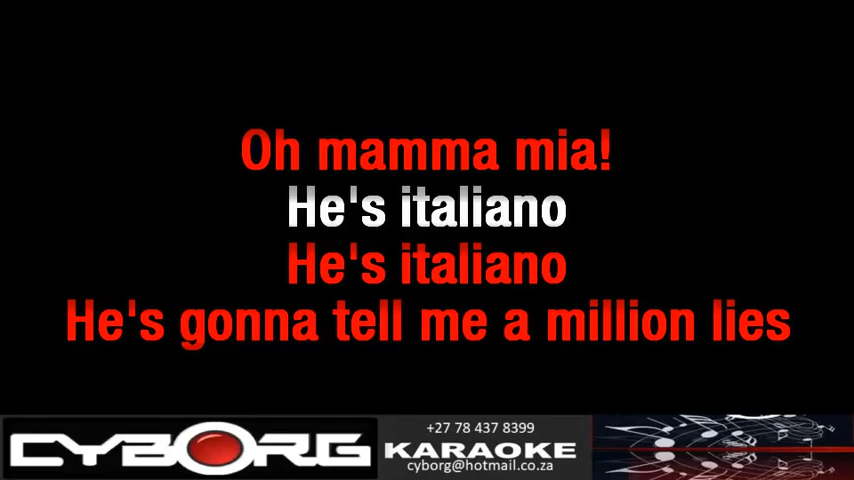 Oh mamma mia!
He's italiano
He's italiano
He's gonna tell me a million lies
CYBORG
+27 78 437 8399
KARAOKE
cyborg@hotmail.co.za